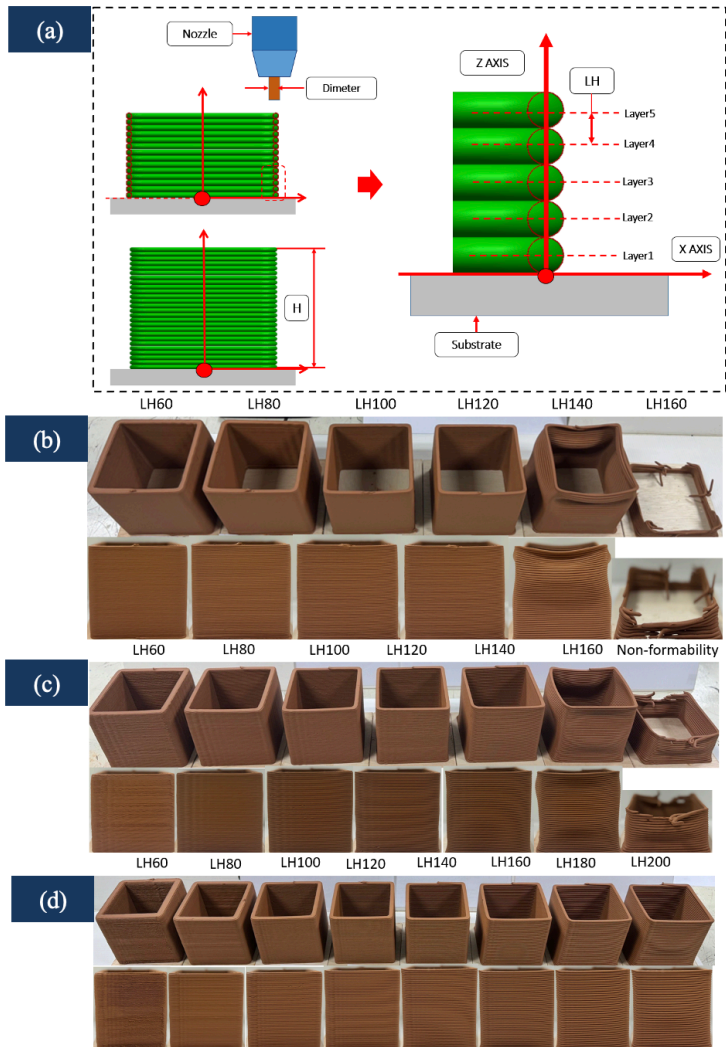 (a)
Nozzle
Dimeter
H
Z AXIS
LH
Layer5
Layer4
Layer3
Layer2
Layer1
X AXIS
Substrate
LH60 LH80 LH100 LH120 LH140 LH160
(b)
LH60 LH80 LH100 LH120 LH140 LH160 Non-formability
(c)
LH60 LH80 LH100 LH120 LH140 LH160 LH180 LH200
(d)